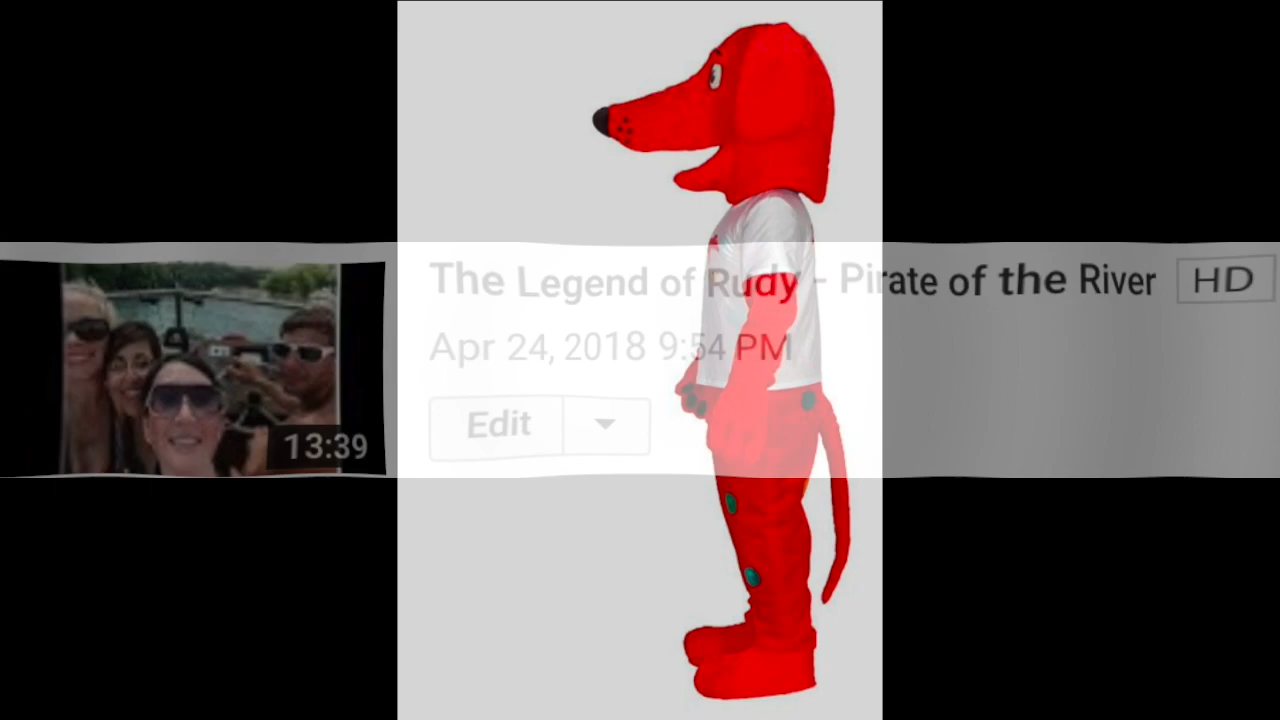 The Legend of Rudy - Pirate of the River HD
Apr 24, 2018 9:54 PM
Edit
13:39